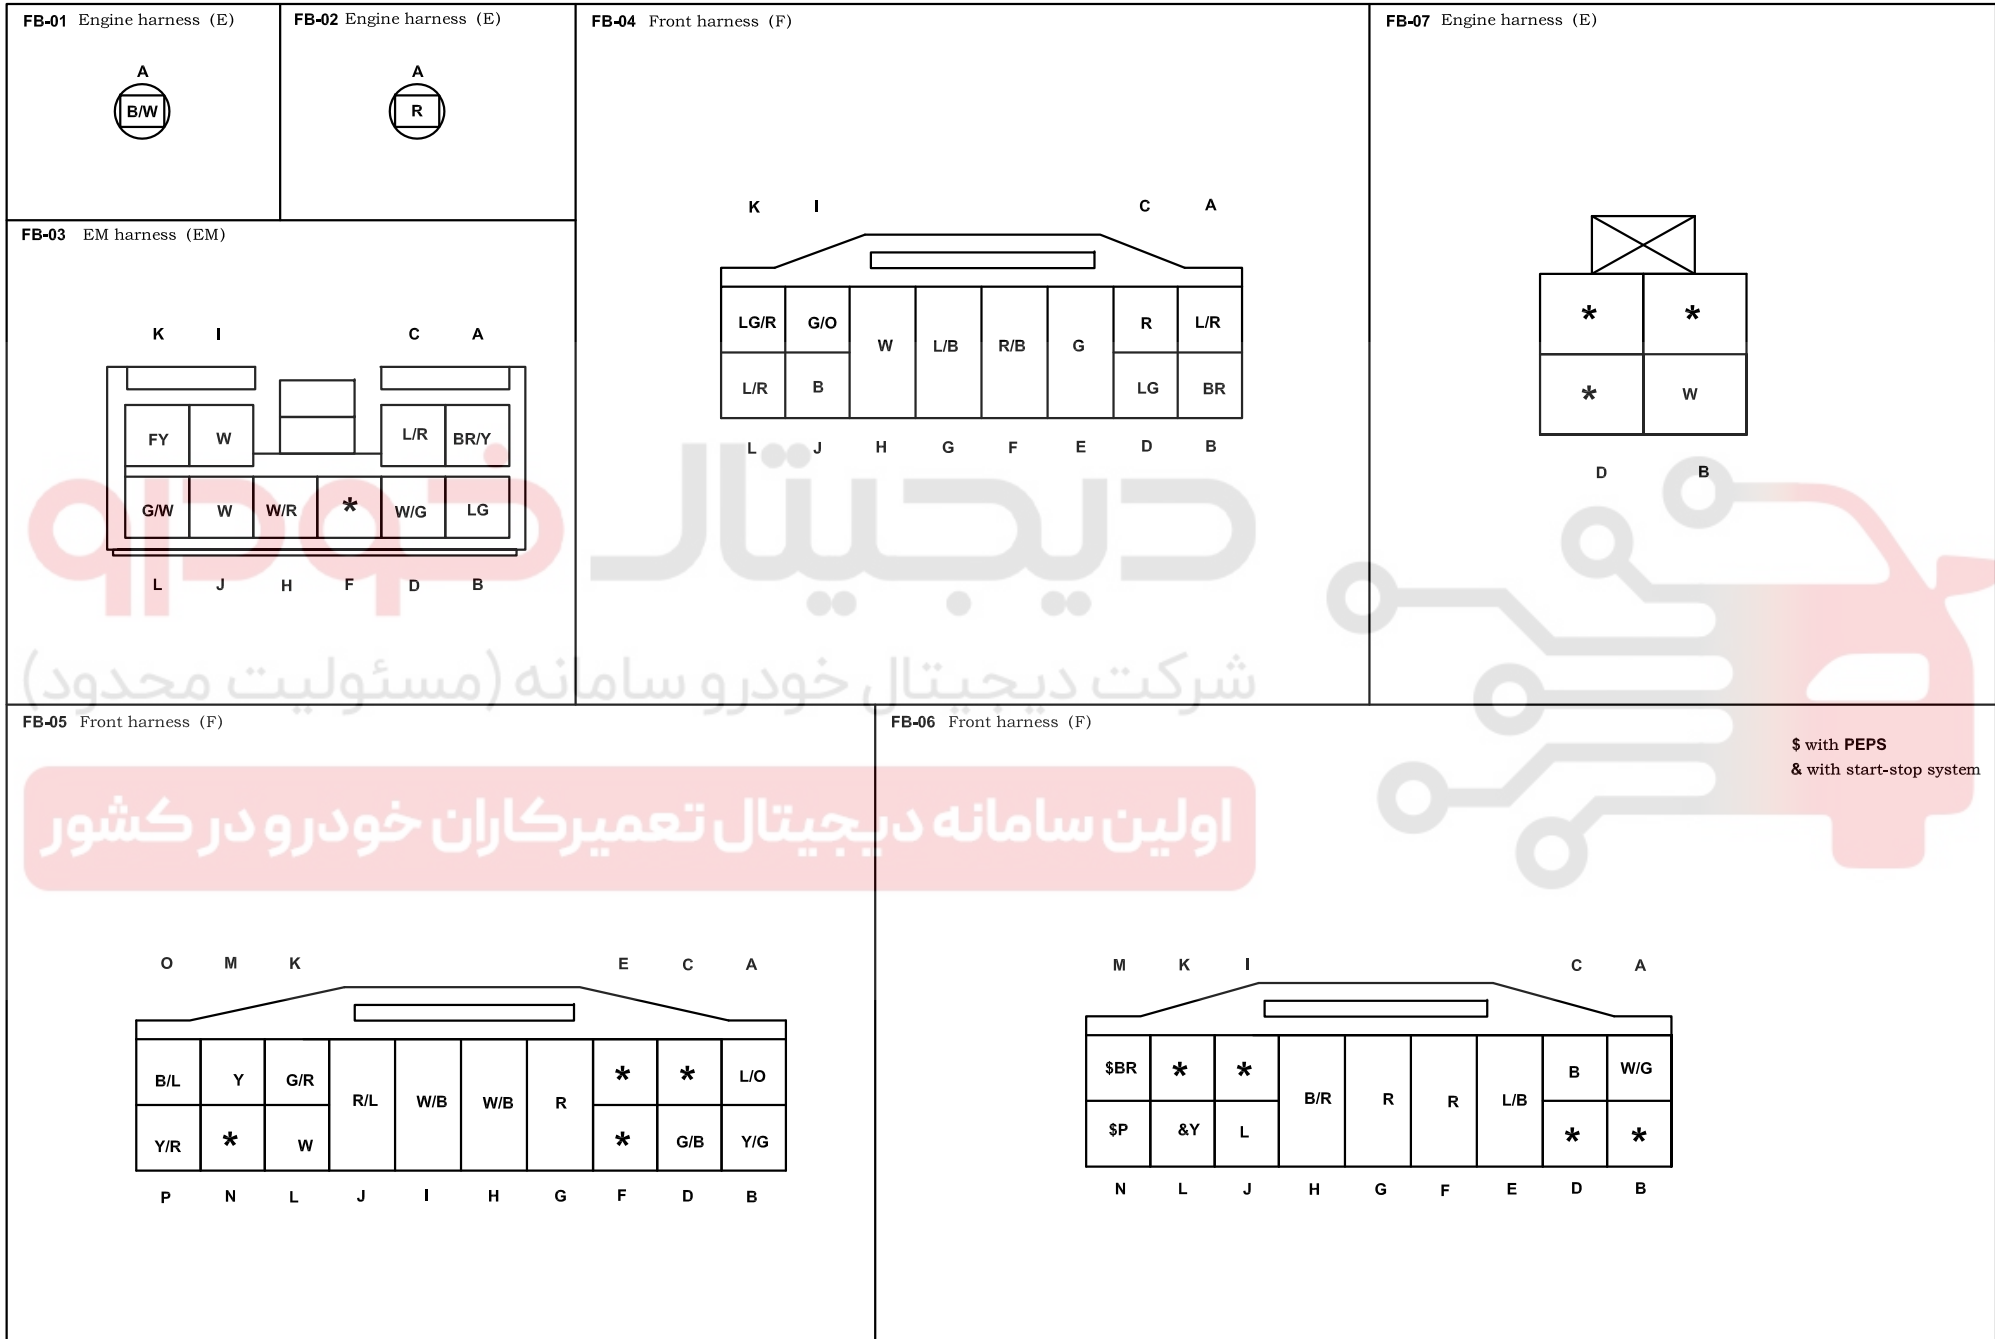 FB-01 Engine harness (E)
A
B/W
FB-02 Engine harness (E)
A
R
FB-03 EM harness (EM)
K I C A
FY W L/R BR/Y
G/W W W/R * W/G LG
L J H F D B
FB-04 Front harness (F)
K I C A
LG/R G/O W L/B R/B G R L/R
L/R B LG BR
L J H G F E D B
FB-07 Engine harness (E)
* *
* W
D B
دیجیتال خودرو
شرکت دیجیتال خودرو سامانه (مسئولیت محدود)
FB-05 Front harness (F)
اولین سامانه دیجیتال تعمیرکاران خودرو در کشور
O M K E C A
B/L Y G/R R/L W/B W/B R * * L/O
Y/R * W * G/B Y/G
P N L J I H G F D B
FB-06 Front harness (F)
$ with PEPS
& with start-stop system
M K I C A
$BR * * B/R R R L/B B W/G
$P &Y L * *
N L J H G F E D B